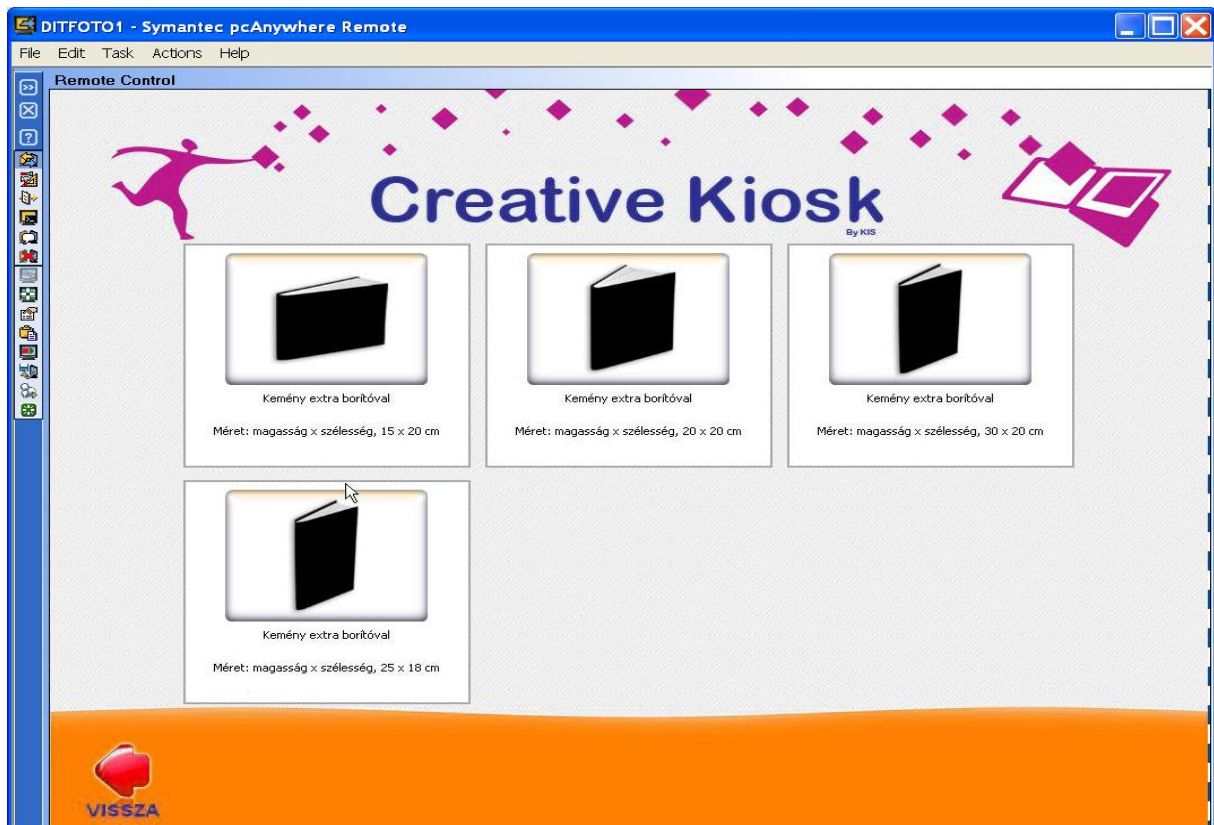 DITFOTO1 - Symantec pcAnywhere Remote
File Edit Task Actions Help
Remote Control
Creative Kiosk
By KIS
Kemény extra borítóval
Méret: magasság x szélesség, 15 x 20 cm
Kemény extra borítóval
Méret: magasság x szélesség, 20 x 20 cm
Kemény extra borítóval
Méret: magasság x szélesség, 30 x 20 cm
Kemény extra borítóval
Méret: magasság x szélesség, 25 x 18 cm
VISSZA